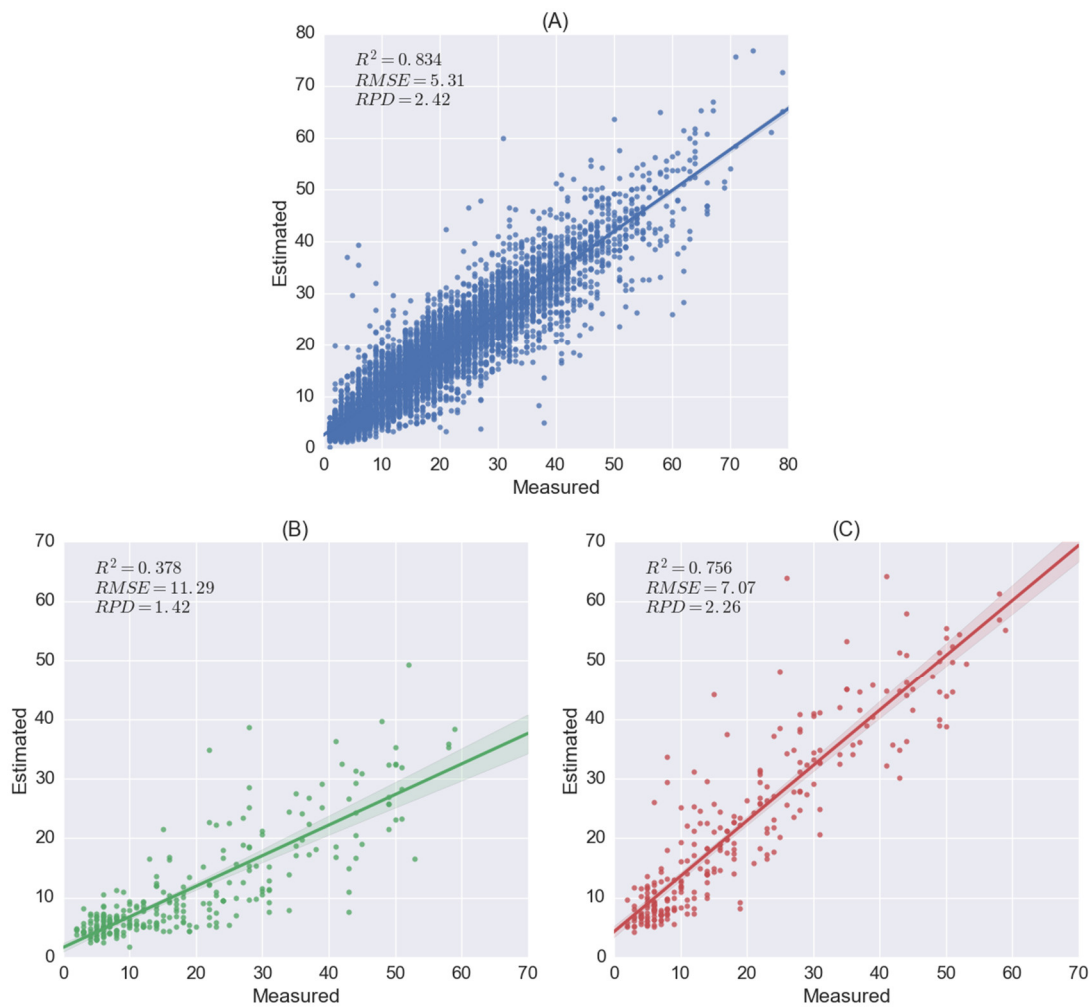 (A)
R² = 0.834
RMSE = 5.31
RPD = 2.42
Estimated
80
70
60
50
40
30
20
10
0
0 10 20 30 40 50 60 70 80
Measured
(B)
R² = 0.378
RMSE = 11.29
RPD = 1.42
Estimated
70
60
50
40
30
20
10
0
0 10 20 30 40 50 60 70
Measured
(C)
R² = 0.756
RMSE = 7.07
RPD = 2.26
Estimated
70
60
50
40
30
20
10
0
0 10 20 30 40 50 60 70
Measured